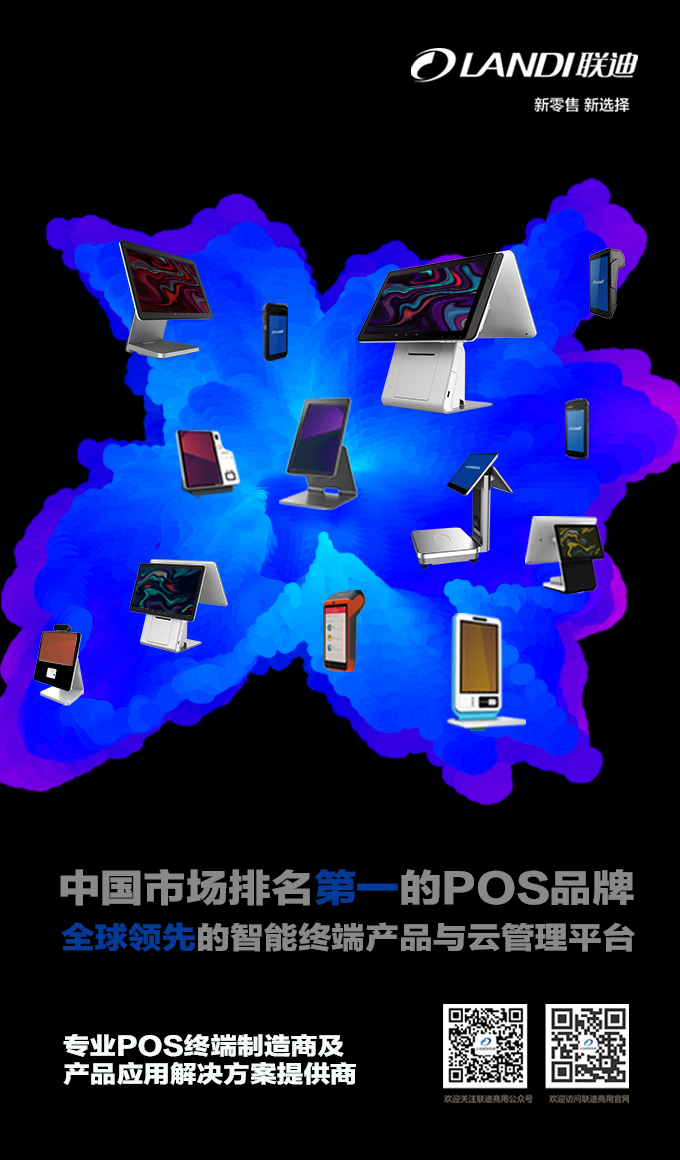 LANDI联迪
新零售 新选择
中国市场排名第一的POS品牌
全球领先的智能终端产品与云管理平台
专业POS终端制造商及
产品应用解决方案提供商
欢迎关注联迪商用公众号 欢迎访问联迪商用官网